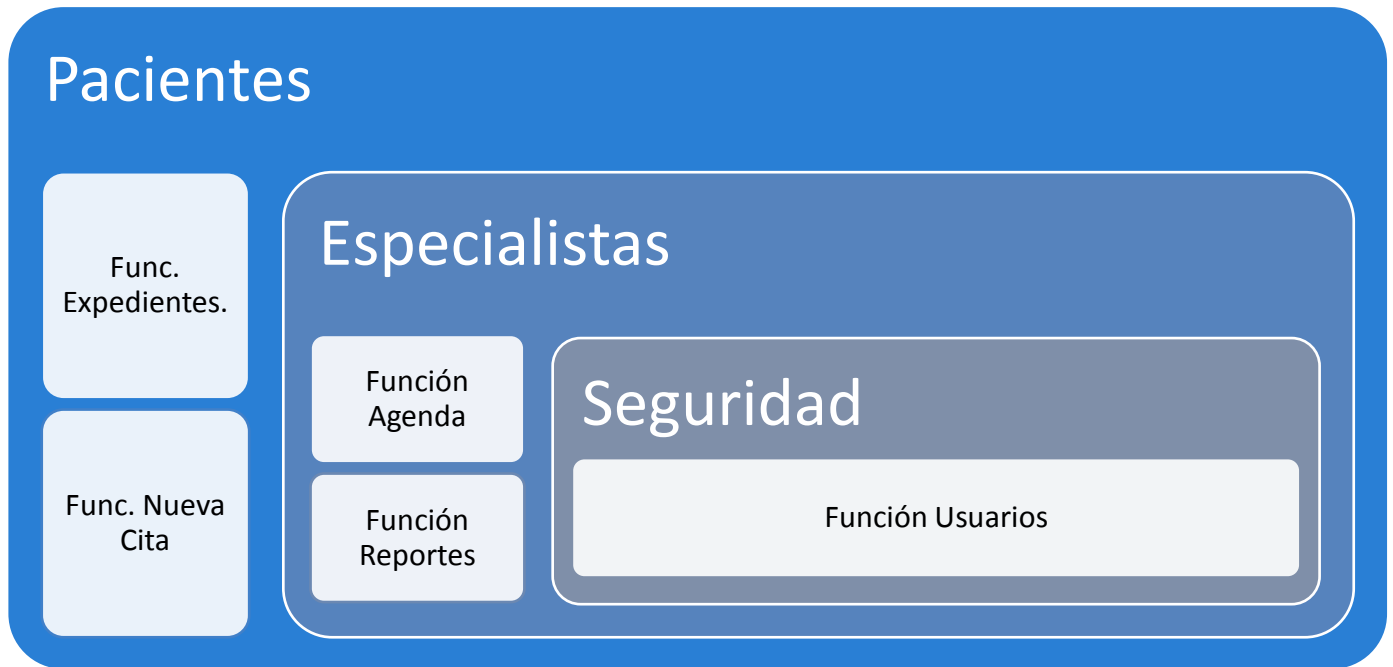 Pacientes
Func.
Expedientes.
Func. Nueva
Cita
Especialistas
Función
Agenda
Función
Reportes
Seguridad
Función Usuarios